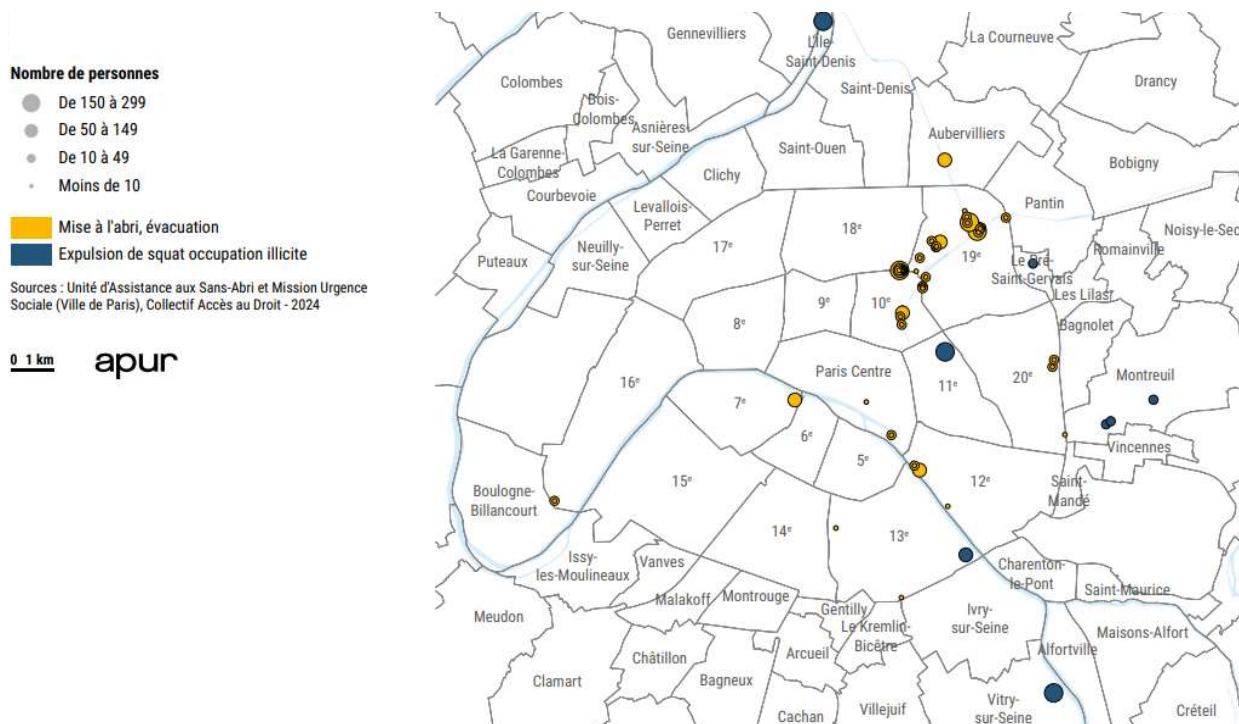 Nombre de personnes
De 150 à 299
De 50 à 149
De 10 à 49
Moins de 10
Mise à l'abri, évacuation
Expulsion de squat occupation illicite
Sources : Unité d'Assistance aux Sans-Abri et Mission Urgence
Sociale (Ville de Paris), Collectif Accès au Droit - 2024
0 1 km
apur
Gennevilliers
L'Île-
Saint-Denis
La Courneuve
Colombes
Bois-
Colombes
Saint-Denis
Drancy
Asnières-
sur-Seine
Aubervilliers
La Garenne-
Colombes
Saint-Ouen
Bobigny
Courbevoie
Clichy
Levallois-
Perret
Pantin
Puteaux
Neuilly-
sur-Seine
17e
18e
19e
Le Pré-
Saint-Gervais
Romainville
Noisy-le-Sec
Les Lilas
8e
9e
10e
Bagnolet
16e
Paris Centre
11e
20e
Montreuil
7e
6e
5e
Vincennes
Boulogne-
Billancourt
15e
12e
Saint-
Mandé
14e
13e
Issy-
les-Moulineaux
Vanves
Charenton-
le-Pont
Saint-Maurice
Meudon
Malakoff
Montrouge
Gentilly
Le Kremlin-
Bicêtre
Ivry-
sur-Seine
Maisons-Alfort
Châtillon
Arcueil
Alfortville
Clamart
Bagneux
Cachan
Villejuif
Vitry-
sur-Seine
Créteil